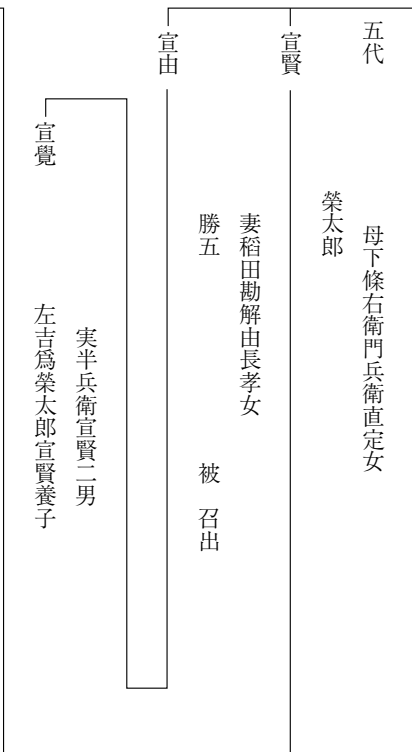 五代
母下條右衛門兵衛直定女
榮太郎
宣賢
妻稲田勘解由長孝女
勝五　被　召出
宣由
実半兵衛宣賢二男
左吉爲榮太郎宣賢養子
宣覺